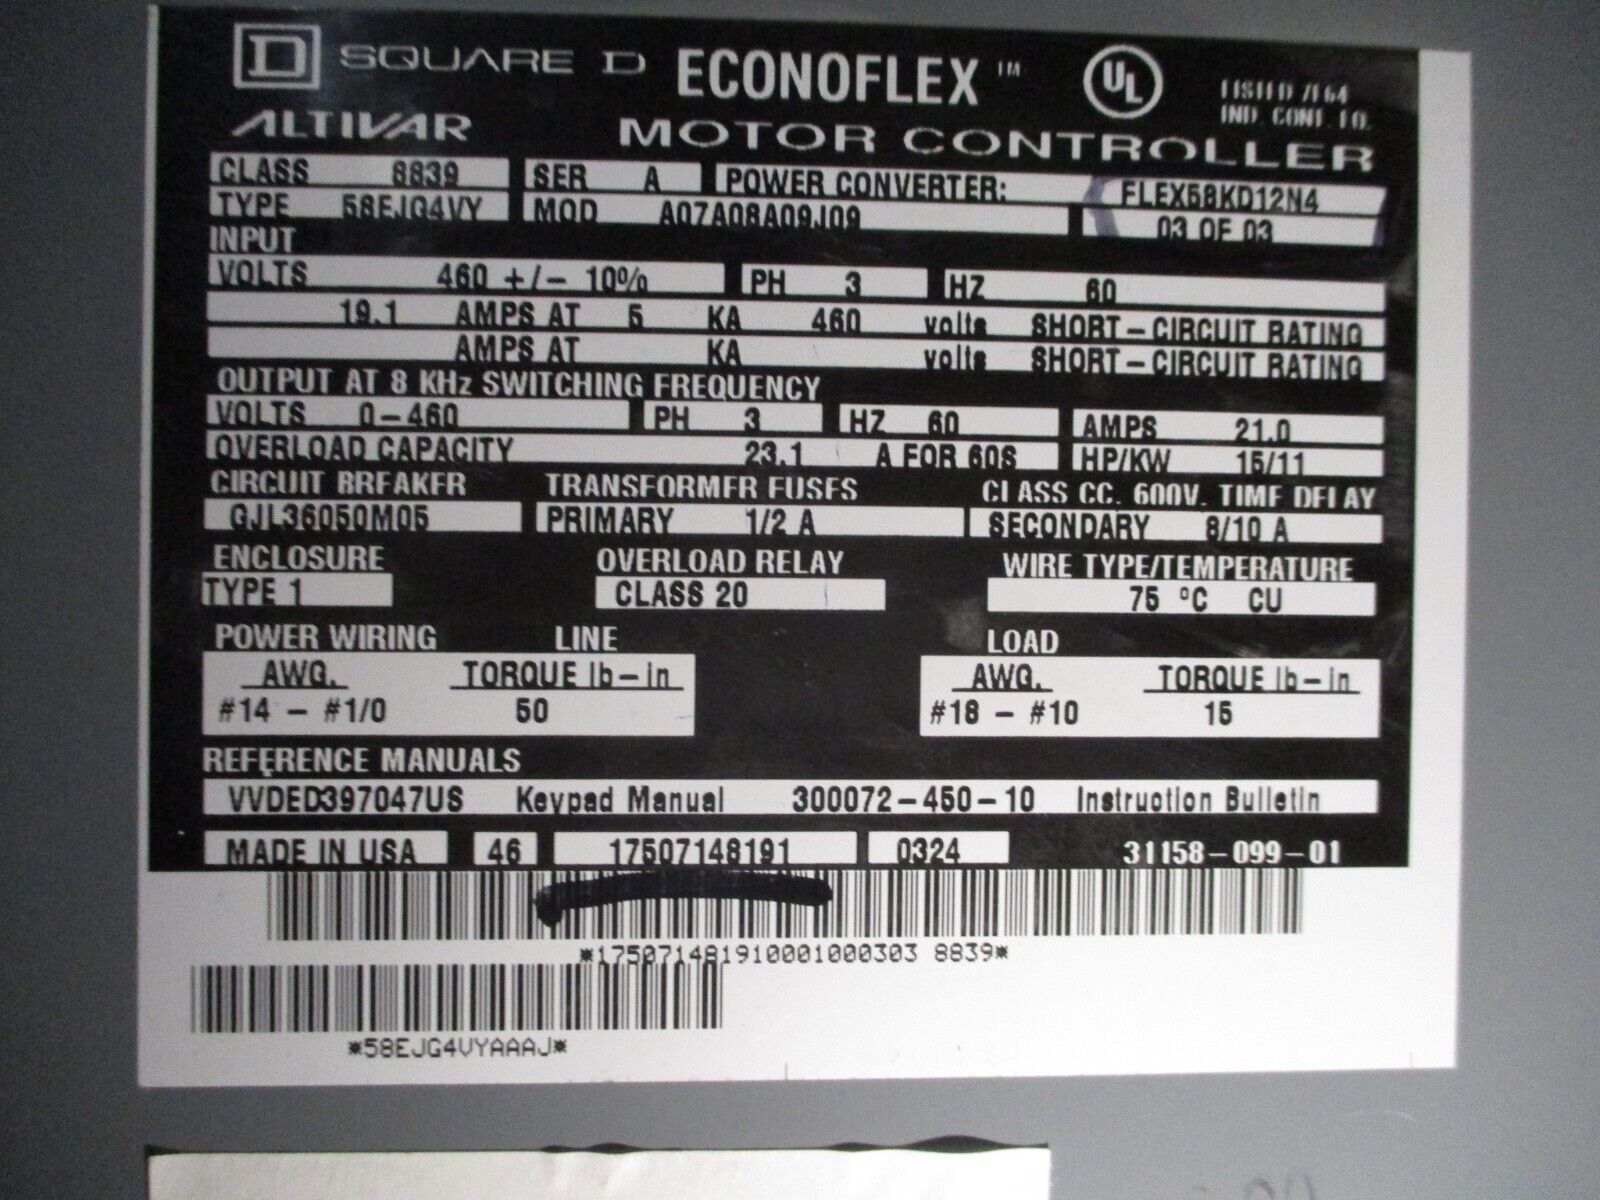 D SQUARE D ECONOFLEX™ UL LISTED 7E64
IND. CONT. EQ.
ALTIVAR MOTOR CONTROLLER
CLASS 8839 SER A POWER CONVERTER: FLEX58KD12N4
TYPE 58EJG4VY MOD A07A08A09J09 03 OF 03
INPUT
VOLTS 460 +/- 10% PH 3 HZ 60
19.1 AMPS AT 5 KA 460 volts SHORT-CIRCUIT RATING
AMPS AT KA volts SHORT-CIRCUIT RATING
OUTPUT AT 8 KHz SWITCHING FREQUENCY
VOLTS 0-460 PH 3 HZ 60 AMPS 21.0
OVERLOAD CAPACITY 23.1 A FOR 60S HP/KW 15/11
CIRCUIT BREAKER TRANSFORMER FUSES CLASS CC. 600V. TIME DELAY
GJL36050M05 PRIMARY 1/2 A SECONDARY 8/10 A
ENCLOSURE OVERLOAD RELAY WIRE TYPE/TEMPERATURE
TYPE 1 CLASS 20 75 °C CU
POWER WIRING LINE LOAD
AWG. TORQUE lb-in AWG. TORQUE lb-in
#14 - #1/0 50 #18 - #10 15
REFERENCE MANUALS
VVDED397047US Keypad Manual 30072-450-10 Instruction Bulletin
MADE IN USA 46 17507148191 0324 31158-099-01
*175071481910001000303 8839*
*58EJG4VYAAAJ*